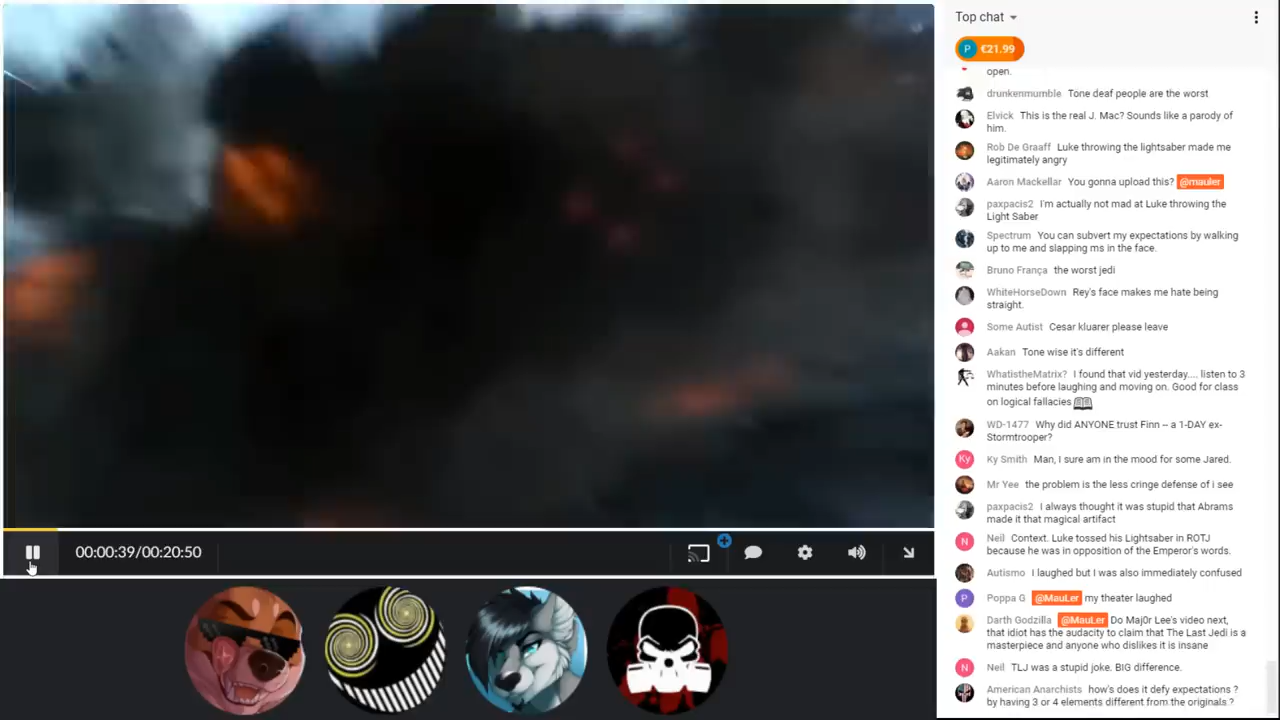 Top chat
P €21.99
open.
drunkenmumble Tone deaf people are the worst
Elvick This is the real J. Mac? Sounds like a parody of
him.
Rob De Graaff Luke throwing the lightsaber made me
legitimately angry
Aaron Mackellar You gonna upload this? @mauler
paxpacis2 I'm actually not mad at Luke throwing the
Light Saber
Spectrum You can subvert my expectations by walking
up to me and slapping ms in the face.
Bruno França the worst jedi
WhiteHorseDown Rey's face makes me hate being
straight.
Some Autist Cesar kluarer please leave
Aakan Tone wise it's different
WhatistheMatrix? I found that vid yesterday.... listen to 3
minutes before laughing and moving on. Good for class
on logical fallacies
WD-1477 Why did ANYONE trust Finn -- a 1-DAY ex-
Stormtrooper?
Ky Ky Smith Man, I sure am in the mood for some Jared.
Mr Yee the problem is the less cringe defense of i see
paxpacis2 I always thought it was stupid that Abrams
made it that magical artifact
N Neil Context. Luke tossed his Lightsaber in ROTJ
because he was in opposition of the Emperor's words.
Autismo I laughed but I was also immediately confused
P Poppa G @MauLer my theater laughed
Darth Godzilla @MauLer Do Maj0r Lee's video next,
that idiot has the audacity to claim that The Last Jedi is a
masterpiece and anyone who dislikes it is insane
N Neil TLJ was a stupid joke. BIG difference.
American Anarchists how's does it defy expectations ?
by having 3 or 4 elements different from the originals ?
00:00:39/00:20:50